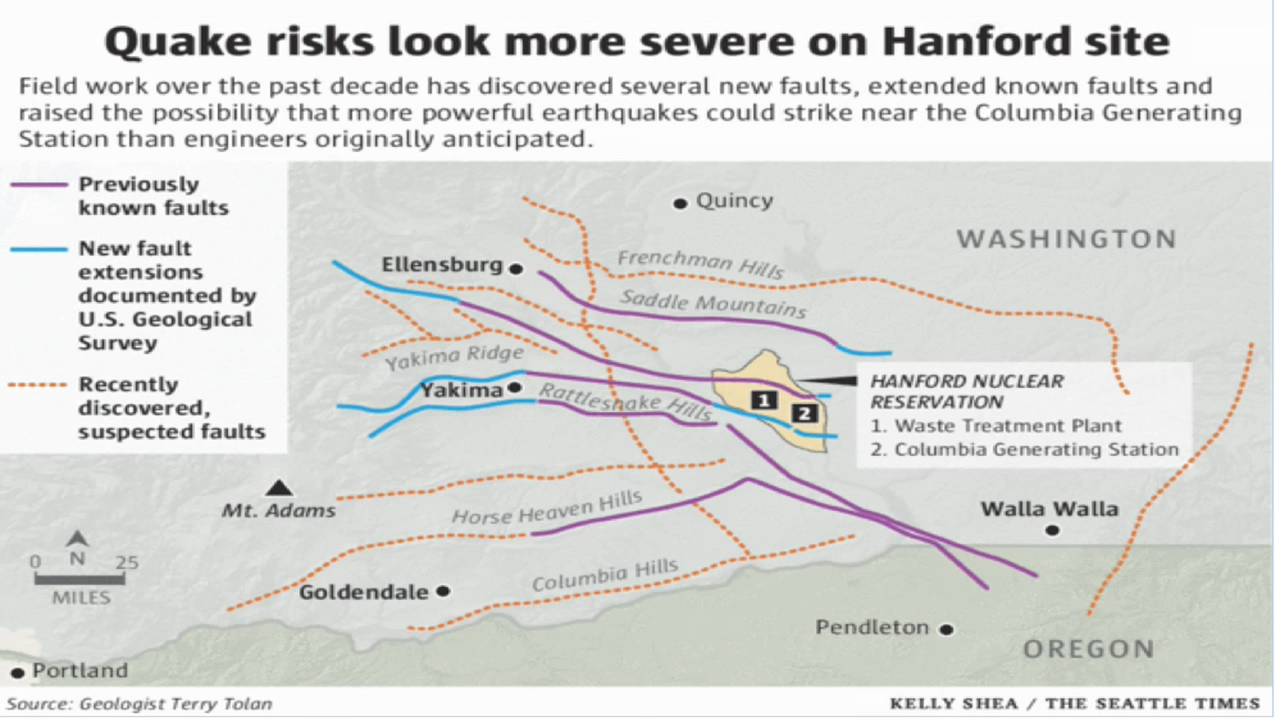 Quake risks look more severe on Hanford site
Field work over the past decade has discovered several new faults, extended known faults and
raised the possibility that more powerful earthquakes could strike near the Columbia Generating
Station than engineers originally anticipated.
Previously
known faults
New fault
extensions
documented by
U.S. Geological
Survey
Recently
discovered,
suspected faults
Quincy
WASHINGTON
Ellensburg
Frenchman Hills
Saddle Mountains
Yakima Ridge
Yakima
Rattleshake Hills
1
2
HANFORD NUCLEAR
RESERVATION
1. Waste Treatment Plant
2. Columbia Generating Station
Mt. Adams
Horse Heaven Hills
Walla Walla
0 N 25
MILES
Goldendale
Columbia Hills
Pendleton
OREGON
Portland
Source: Geologist Terry Tolan
KELLY SHEA / THE SEATTLE TIMES